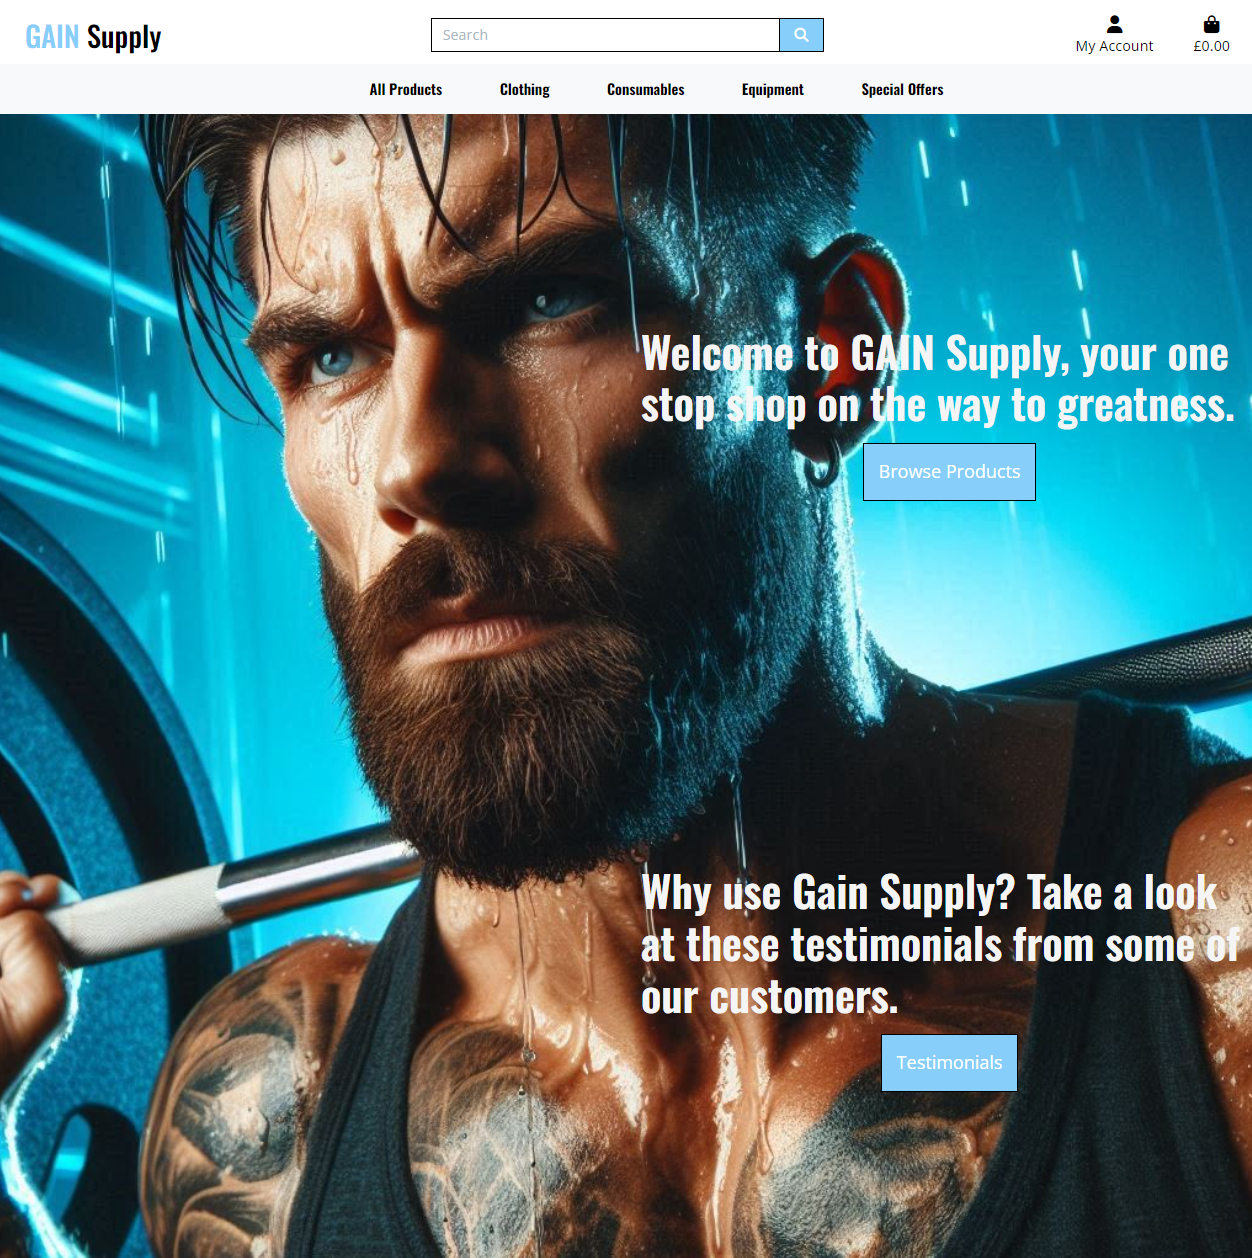 GAIN Supply
Search
My Account
£0.00
All Products
Clothing
Consumables
Equipment
Special Offers
Welcome to GAIN Supply, your one
stop shop on the way to greatness.
Browse Products
Why use Gain Supply? Take a look
at these testimonials from some of
our customers.
Testimonials